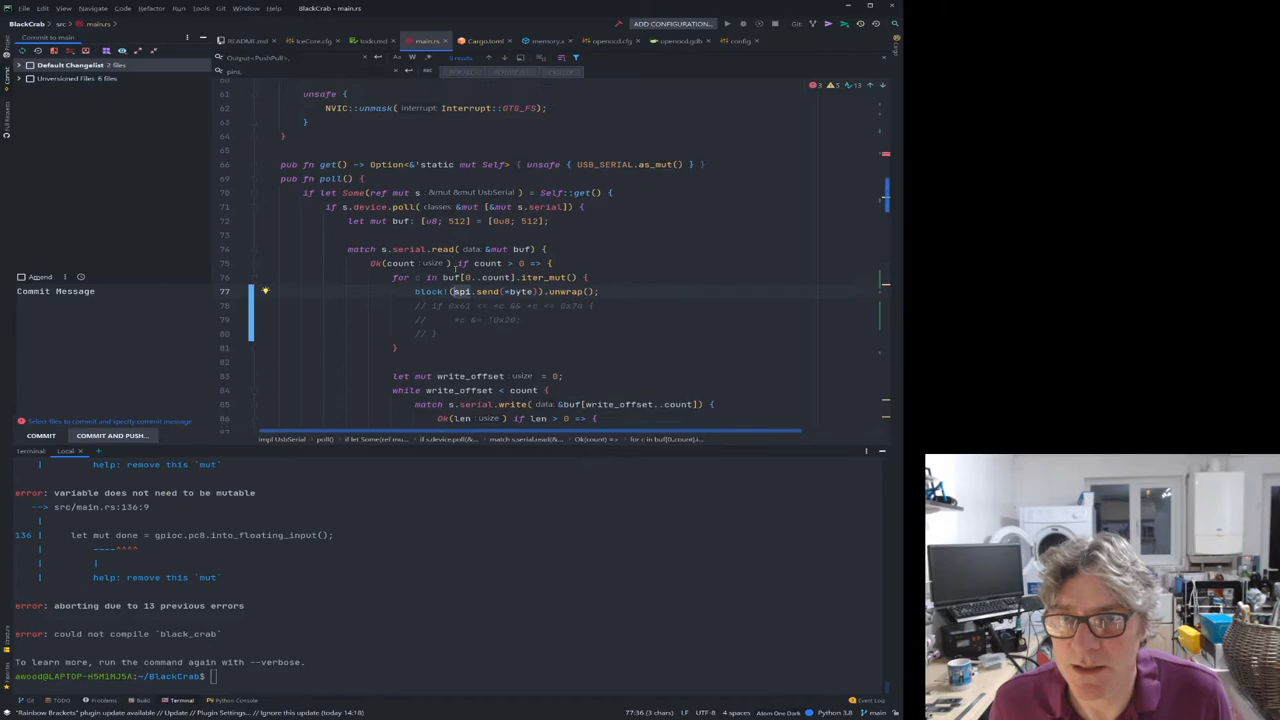 File Edit View Navigate Code Refactor Run Tools Git Window Help BlackCrab - main.rs
BlackCrab src main.rs
ADD CONFIGURATION...
Git:
Commit to main
README.md IceCore.cfg todo.md main.rs Cargo.toml memory.x openocd.cfg openocd.gdb config
Output<PushPull>,
Default Changelist 2 files
Unversioned Files 6 files
pins,
61 unsafe {
3 5 13
62 NVIC::unmask( interrupt: Interrupt::OTG_FS);
63 }
64 }
66 pub fn get() -> Option<&'static mut Self> { unsafe { USB_SERIAL.as_mut() } }
69 pub fn poll() {
70 if let Some(ref mut s : &mut &mut UsbSerial ) = Self::get() {
71 if s.device.poll( classes: &mut [&mut s.serial]) {
72 let mut buf: [u8; 512] = [0u8; 512];
73
74 match s.serial.read( data: &mut buf) {
75 Ok(count : usize ) if count > 0 => {
76 for c in buf[0..count].iter_mut() {
77 block!(spi.send(*byte)).unwrap();
78 // if 0x61 <= *c && *c <= 0x7a {
79 // *c &= !0x20;
80 // }
81 }
82
83 let mut write_offset : usize = 0;
84 while write_offset < count {
85 match s.serial.write( data: &buf[write_offset..count]) {
86 Ok(len : usize ) if len > 0 => {
Append
Commit Message
Select files to commit and specify commit message
COMMIT COMMIT AND PUSH...
impl UsbSerial poll() if let Some(ref mu... if s.device.poll(&... match s.serial.read(&... Ok(count) => for c in buf[0..count].i...
Terminal: Local
| help: remove this `mut`
error: variable does not need to be mutable
--> src/main.rs:136:9
|
136 | let mut done = gpioc.pc8.into_floating_input();
| ----^^^^
| |
| help: remove this `mut`
error: aborting due to 13 previous errors
error: could not compile `black_crab`
To learn more, run the command again with --verbose.
awood@LAPTOP-H5M1MJ5A:~/BlackCrab$
Git TODO Problems Build Terminal Python Console Event Log
"Rainbow Brackets" plugin update available // Update // Plugin Settings... // Ignore this update (today 14:18)
77:36 (3 chars) LF UTF-8 4 spaces Atom One Dark Python 3.8 main